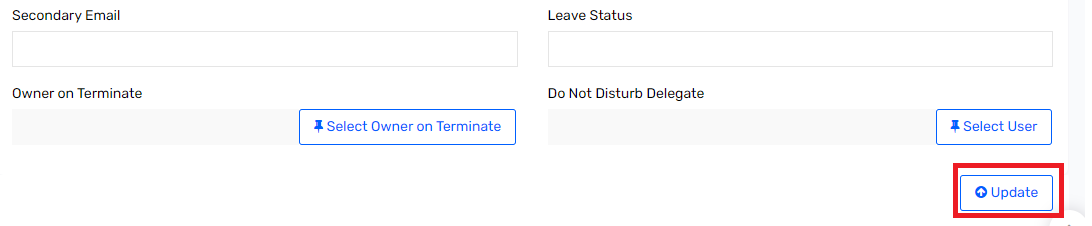 Secondary Email
Leave Status
Owner on Terminate
Do Not Disturb Delegate
Select Owner on Terminate
Select User
Update